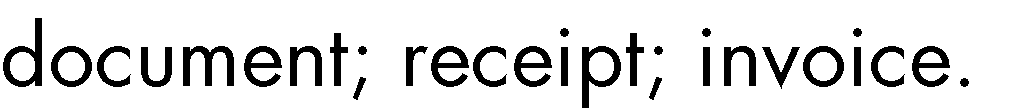 document; receipt; invoice.